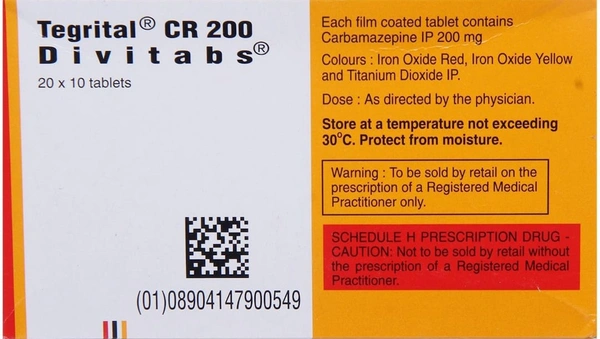 Tegrital® CR 200
Divitabs®
20 x 10 tablets
(01)08904147900549
Each film coated tablet contains
Carbamazepine IP 200 mg
Colours : Iron Oxide Red, Iron Oxide Yellow
and Titanium Dioxide IP.
Dose : As directed by the physician.
Store at a temperature not exceeding
30°C. Protect from moisture.
Warning : To be sold by retail on the
prescription of a Registered Medical
Practitioner only.
SCHEDULE H PRESCRIPTION DRUG -
CAUTION: Not to be sold by retail without
the prescription of a Registered Medical
Practitioner.